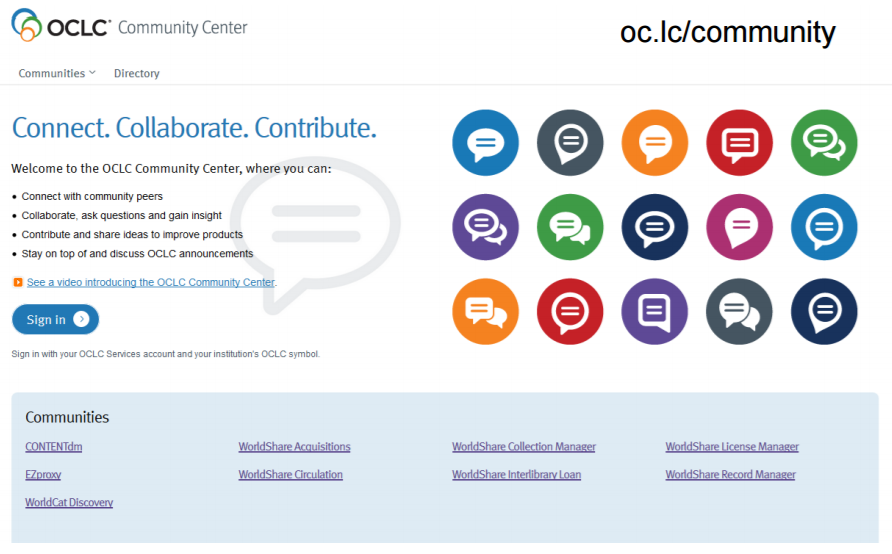 OCLC® Community Center
oc.lc/community
Communities Directory
Connect. Collaborate. Contribute.
Welcome to the OCLC Community Center, where you can:
• Connect with community peers
• Collaborate, ask questions and gain insight
• Contribute and share ideas to improve products
• Stay on top of and discuss OCLC announcements
See a video introducing the OCLC Community Center.
Sign in
Sign in with your OCLC Services account and your institution's OCLC symbol.
Communities
CONTENTdm WorldShare Acquisitions WorldShare Collection Manager WorldShare License Manager
EZproxy WorldShare Circulation WorldShare Interlibrary Loan WorldShare Record Manager
WorldCat Discovery